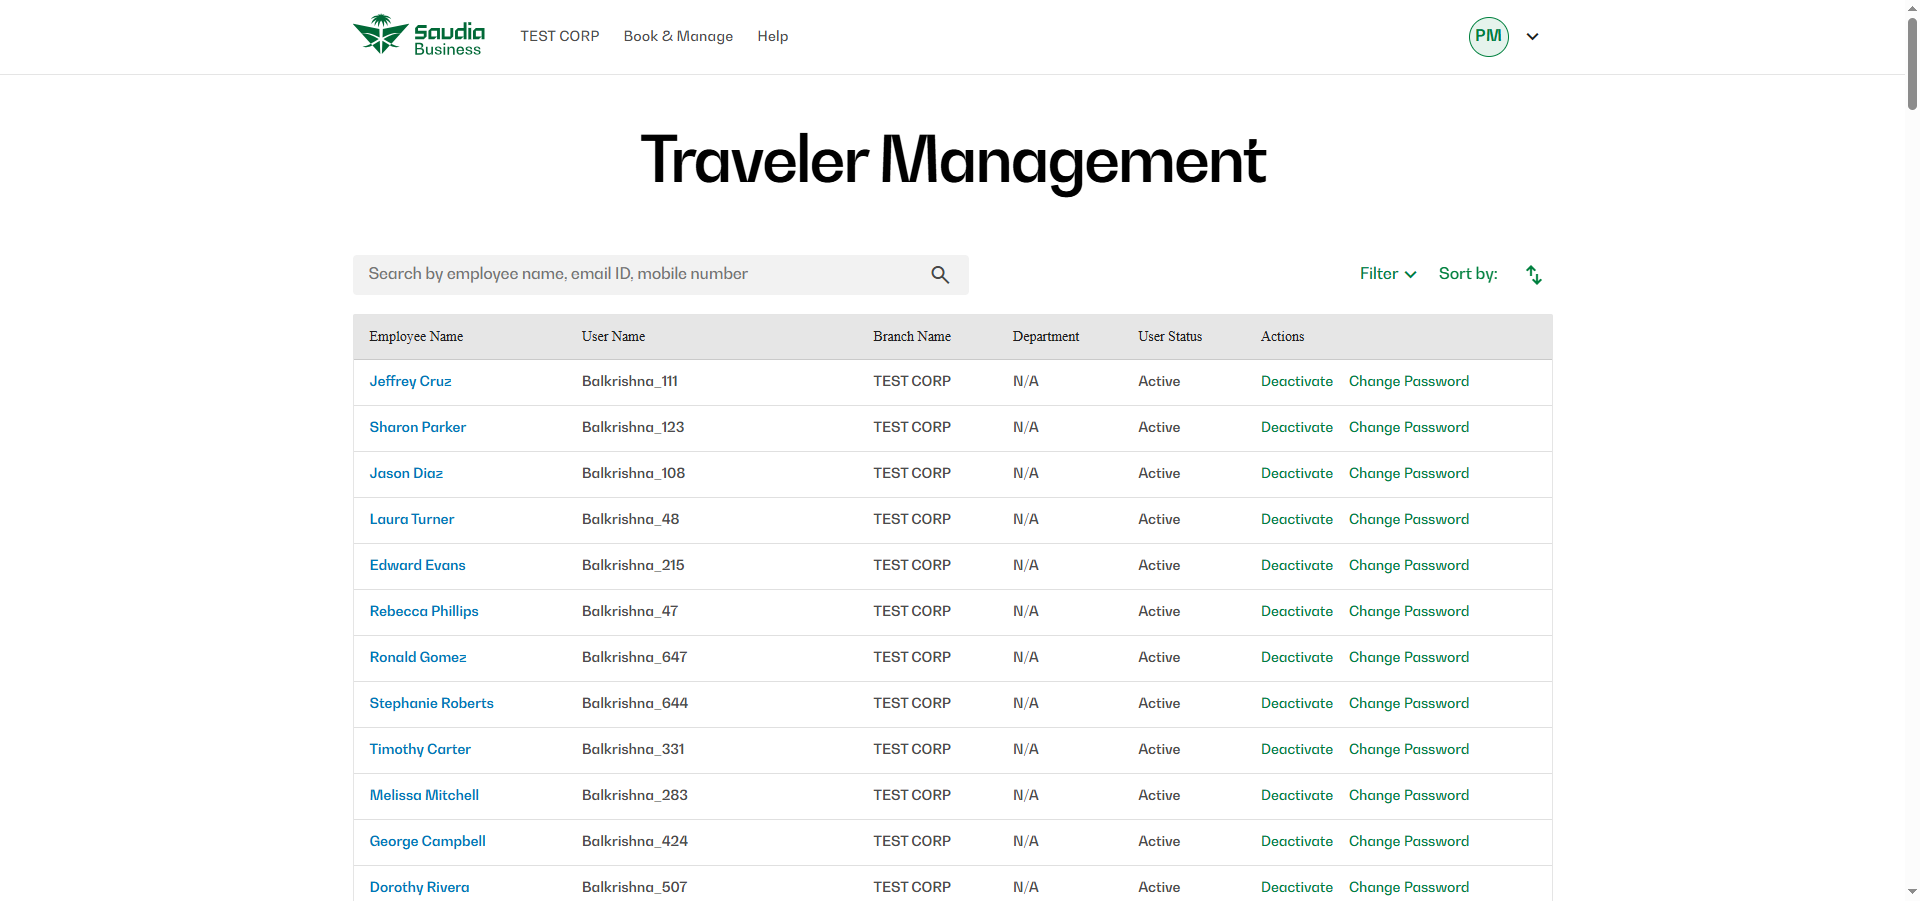 Saudia Business
TEST CORP
Book & Manage
Help
PM
Traveler Management
Search by employee name, email ID, mobile number
Filter
Sort by:
Employee Name User Name Branch Name Department User Status Actions
Jeffrey Cruz Balkrishna_111 TEST CORP N/A Active Deactivate Change Password
Sharon Parker Balkrishna_123 TEST CORP N/A Active Deactivate Change Password
Jason Diaz Balkrishna_108 TEST CORP N/A Active Deactivate Change Password
Laura Turner Balkrishna_48 TEST CORP N/A Active Deactivate Change Password
Edward Evans Balkrishna_215 TEST CORP N/A Active Deactivate Change Password
Rebecca Phillips Balkrishna_47 TEST CORP N/A Active Deactivate Change Password
Ronald Gomez Balkrishna_647 TEST CORP N/A Active Deactivate Change Password
Stephanie Roberts Balkrishna_644 TEST CORP N/A Active Deactivate Change Password
Timothy Carter Balkrishna_331 TEST CORP N/A Active Deactivate Change Password
Melissa Mitchell Balkrishna_283 TEST CORP N/A Active Deactivate Change Password
George Campbell Balkrishna_424 TEST CORP N/A Active Deactivate Change Password
Dorothy Rivera Balkrishna_507 TEST CORP N/A Active Deactivate Change Password